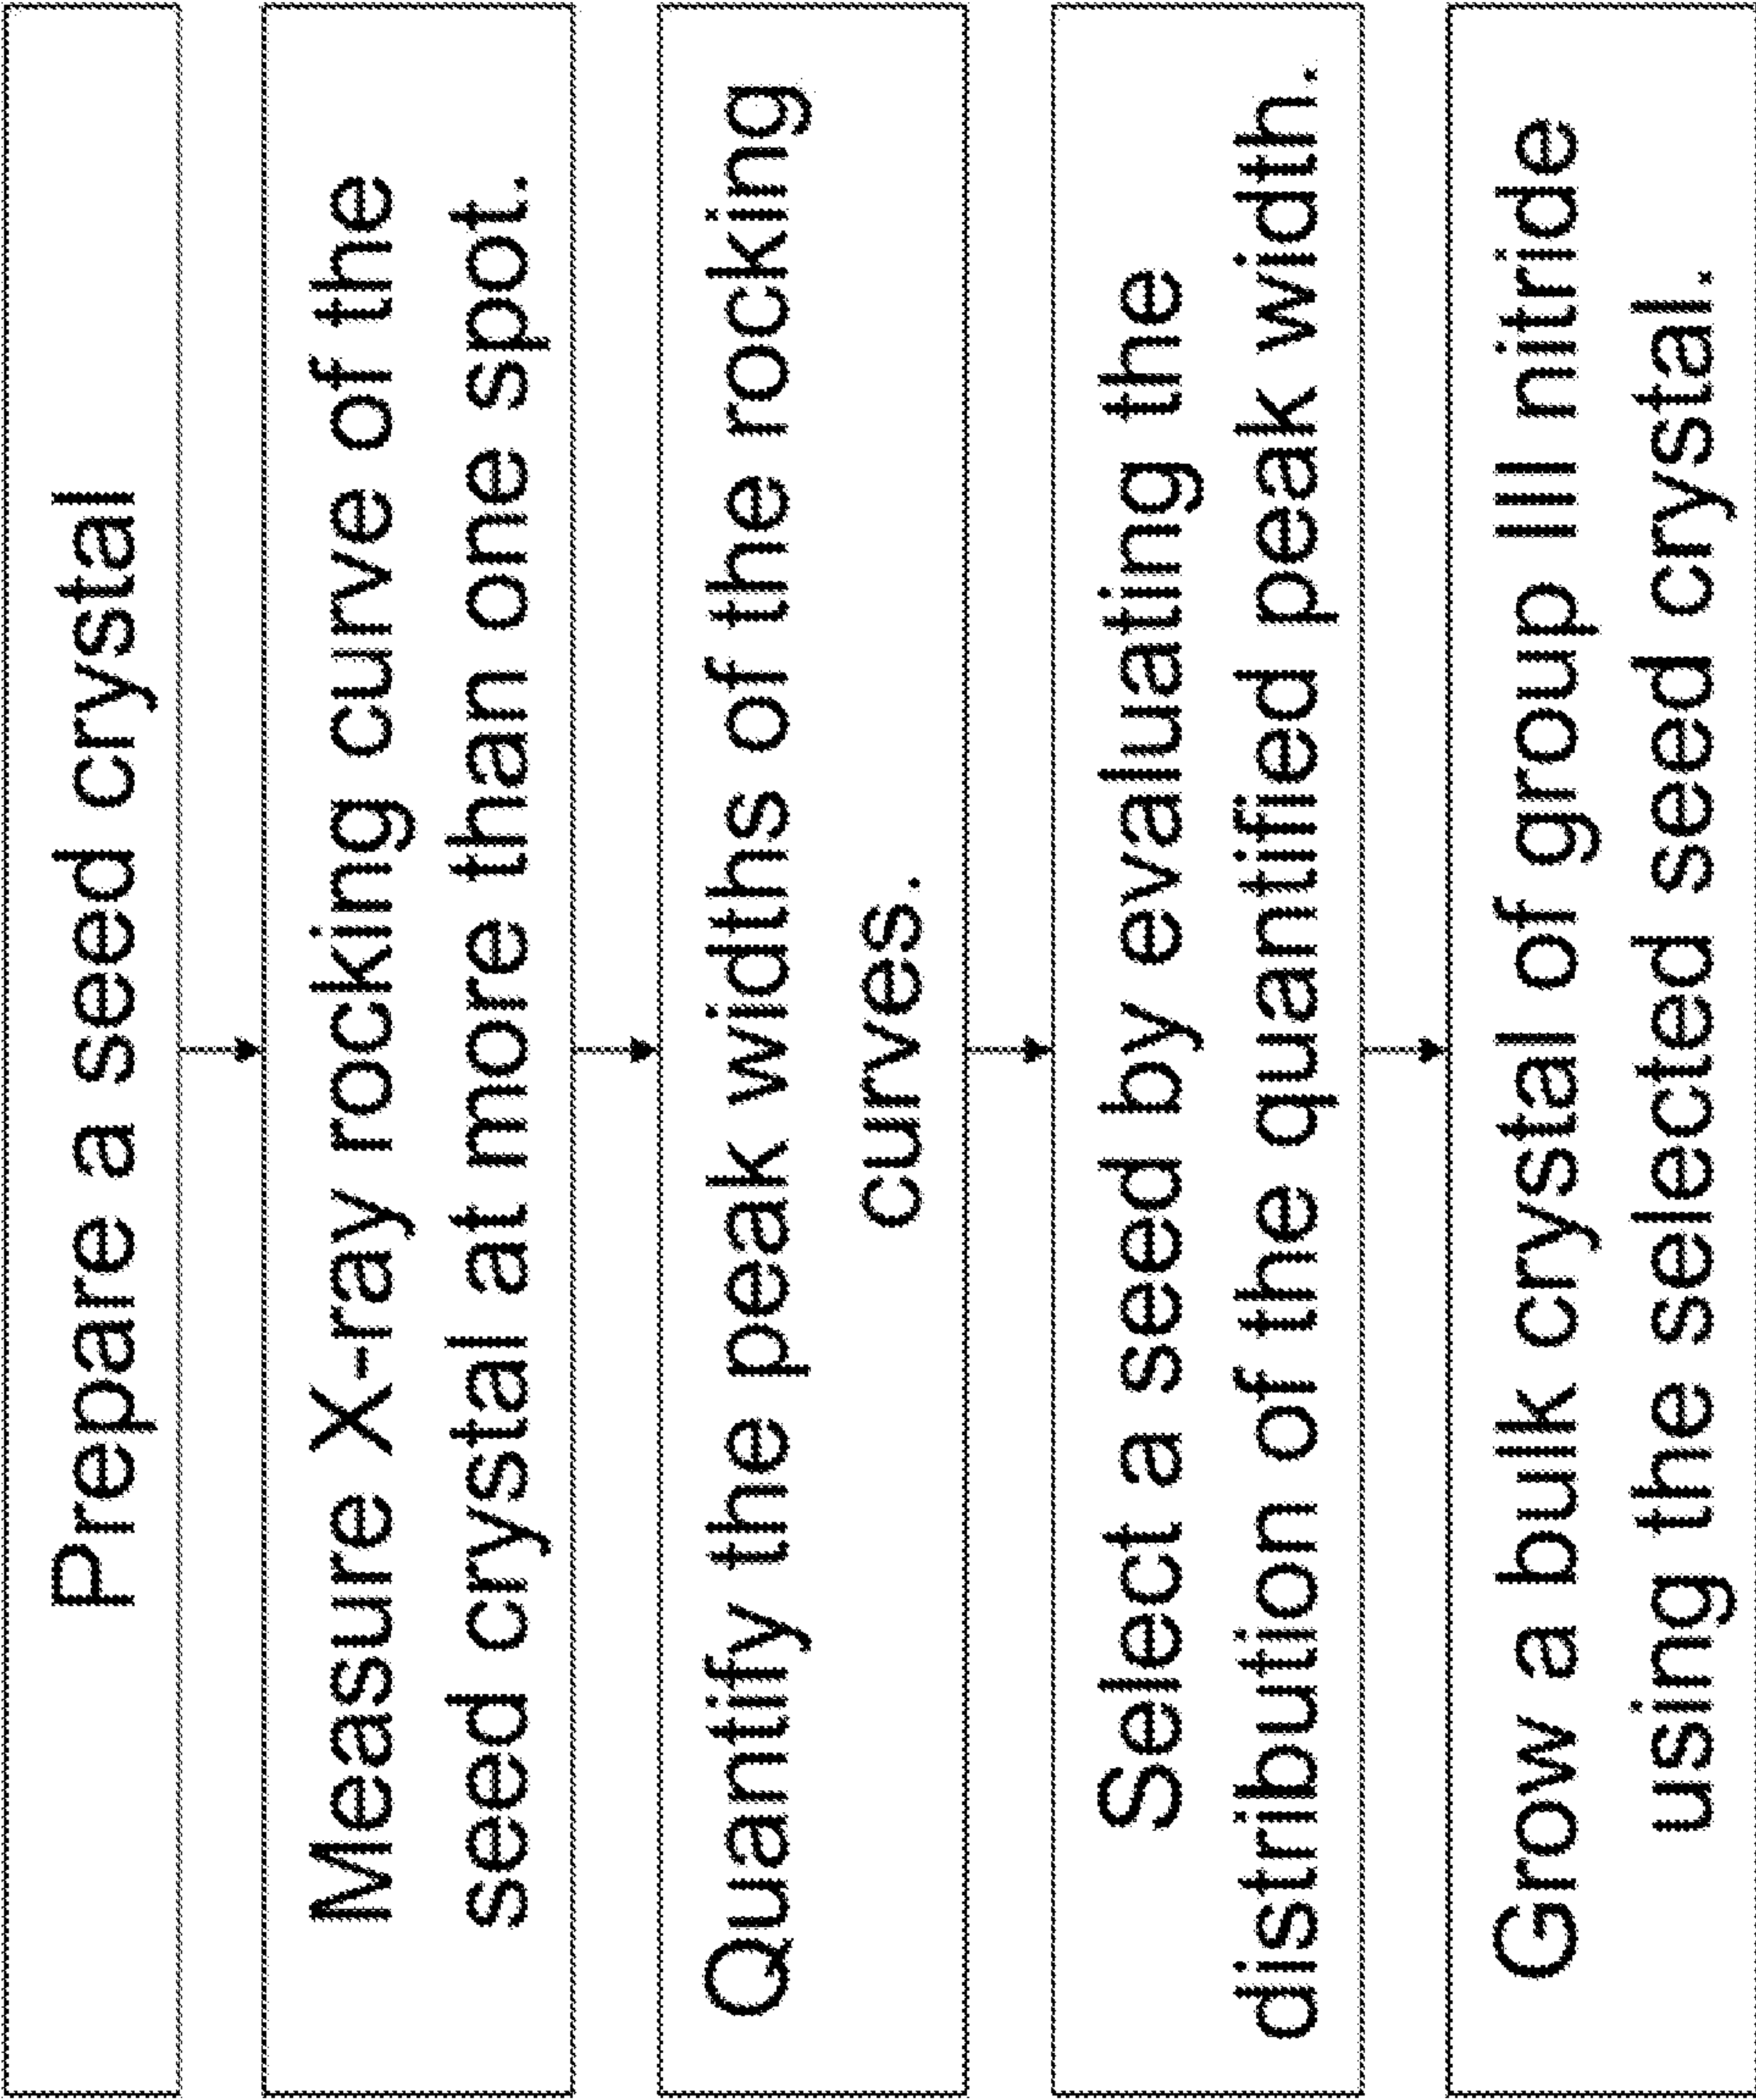 Prepare a seed crystal
Measure X-ray rocking curve of the
seed crystal at more than one spot.
Quantify the peak widths of the rocking
curves.
Select a seed by evaluating the
distribution of the quantified peak width.
Grow a bulk crystal of group III nitride
using the selected seed crystal.